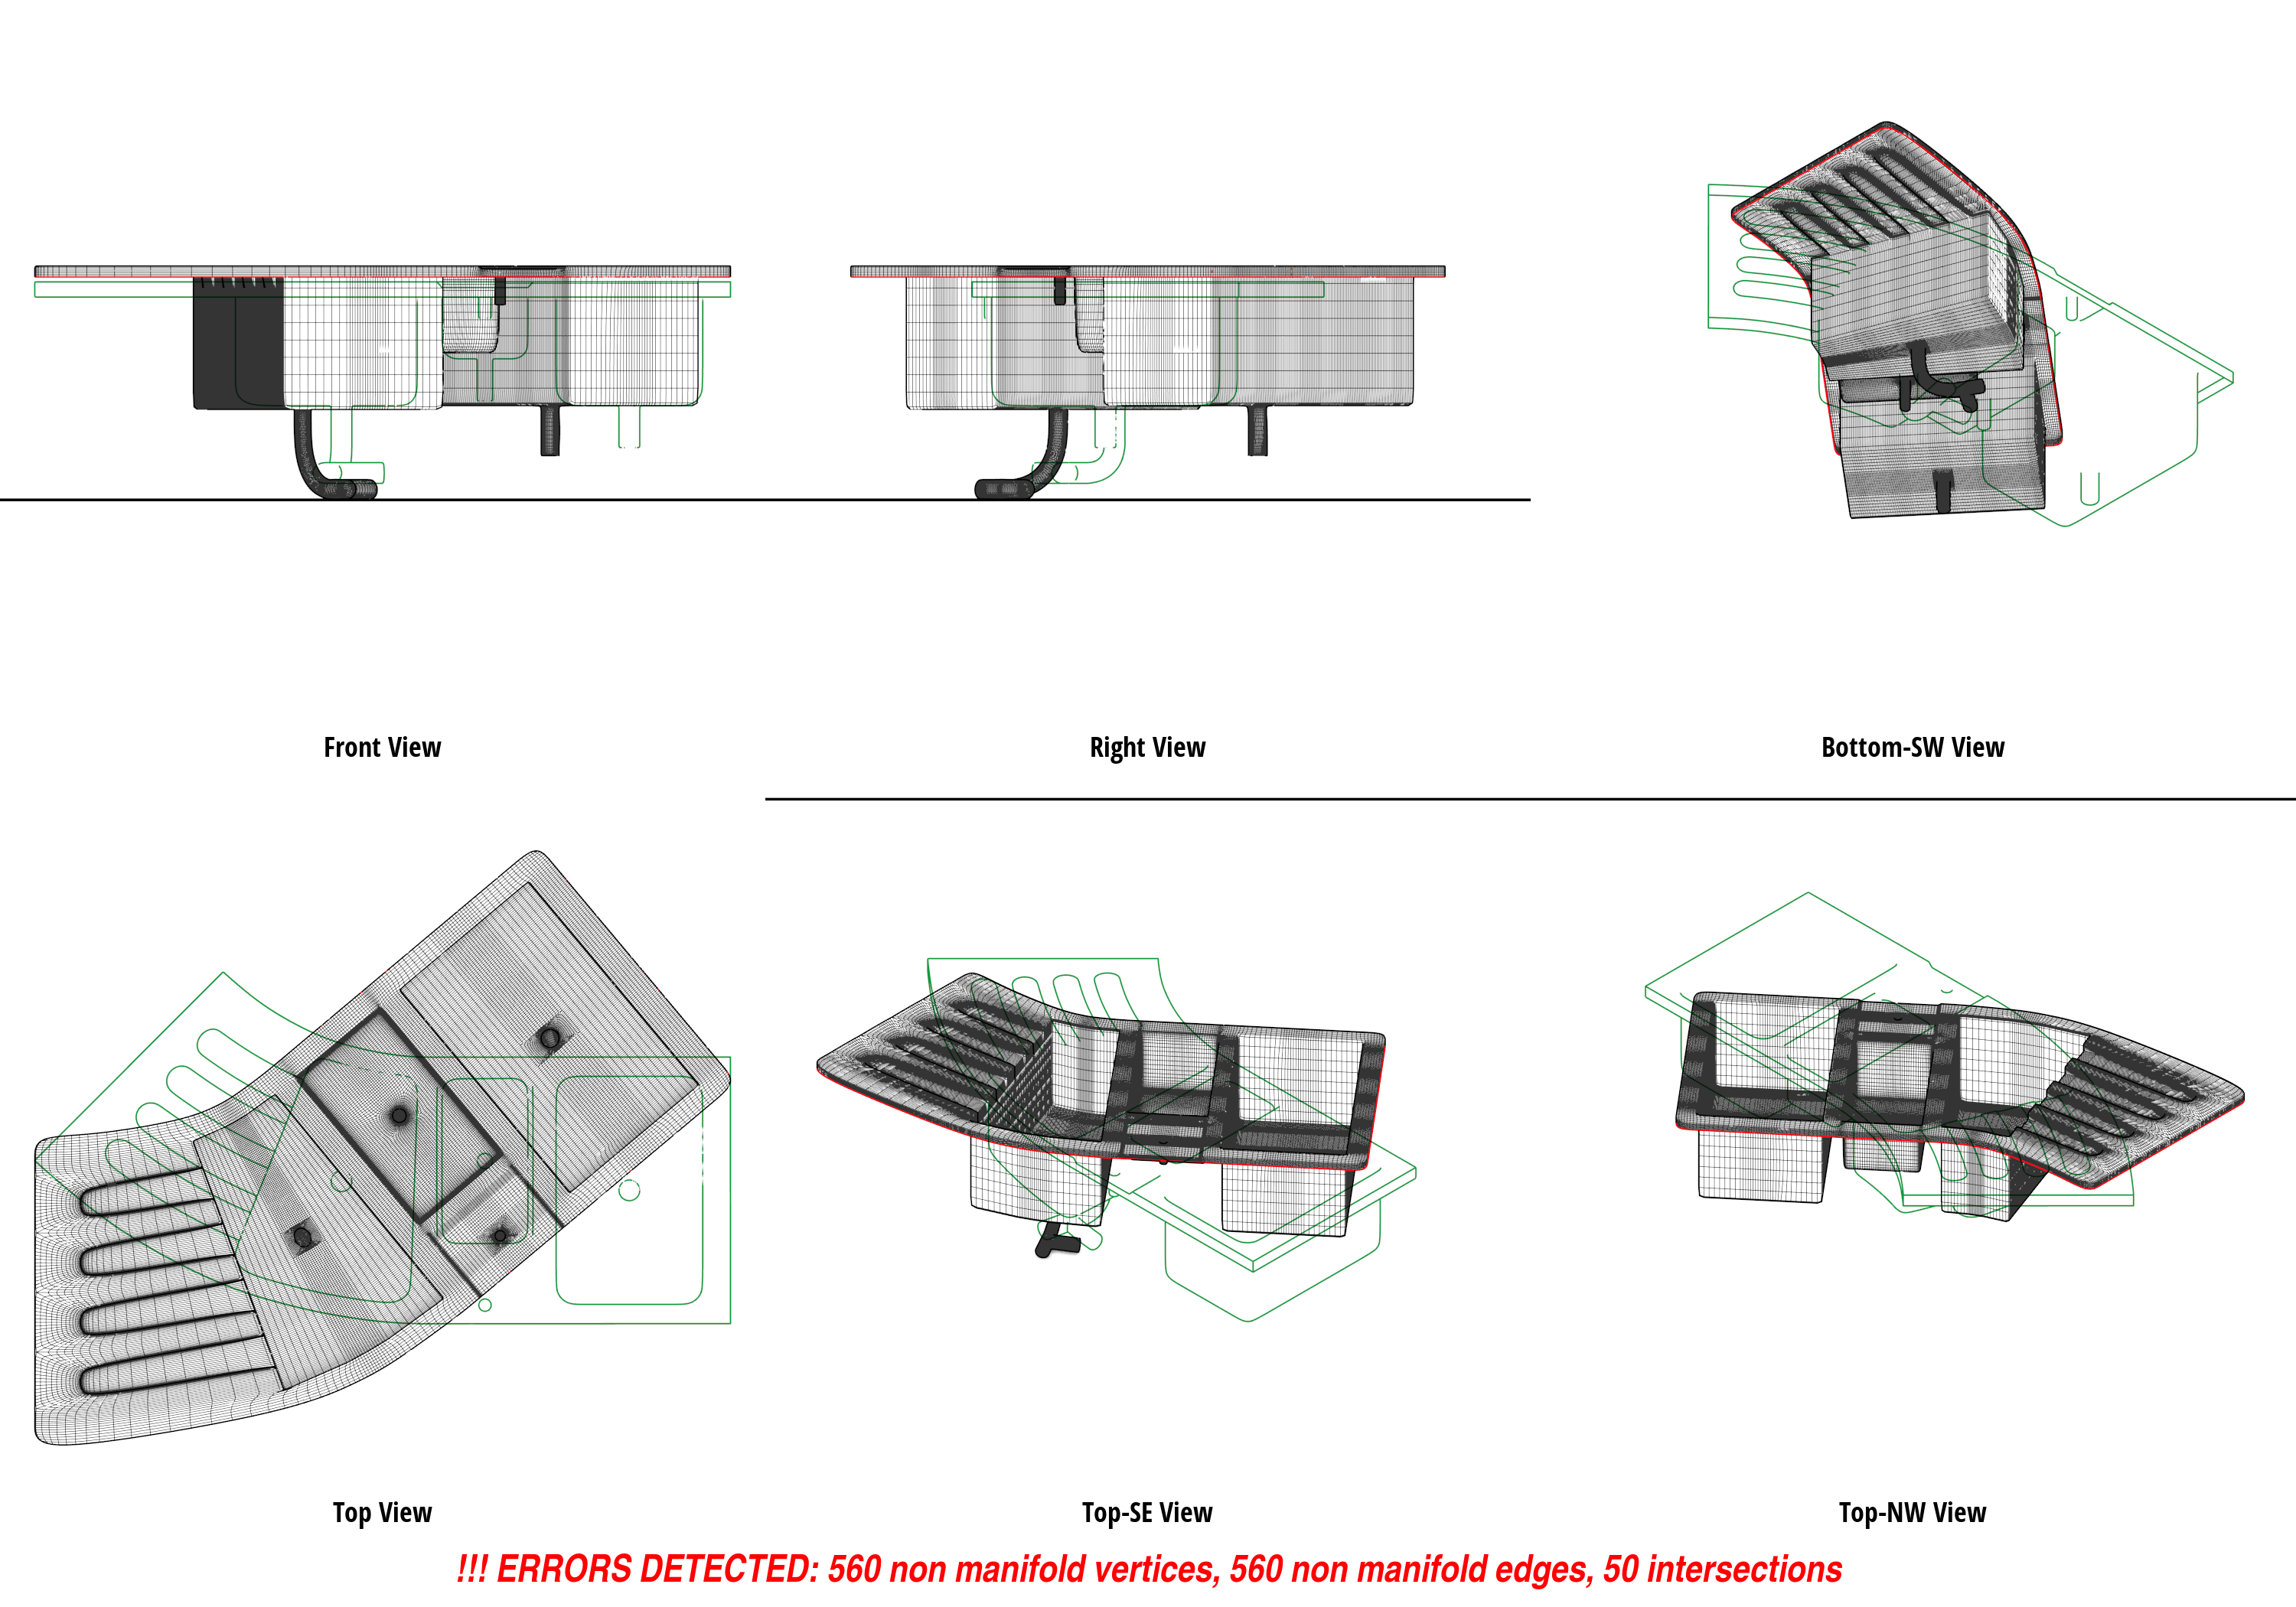 Front View
Right View
Bottom-SW View
Top View
Top-SE View
Top-NW View
!!! ERRORS DETECTED: 560 non manifold vertices, 560 non manifold edges, 50 intersections